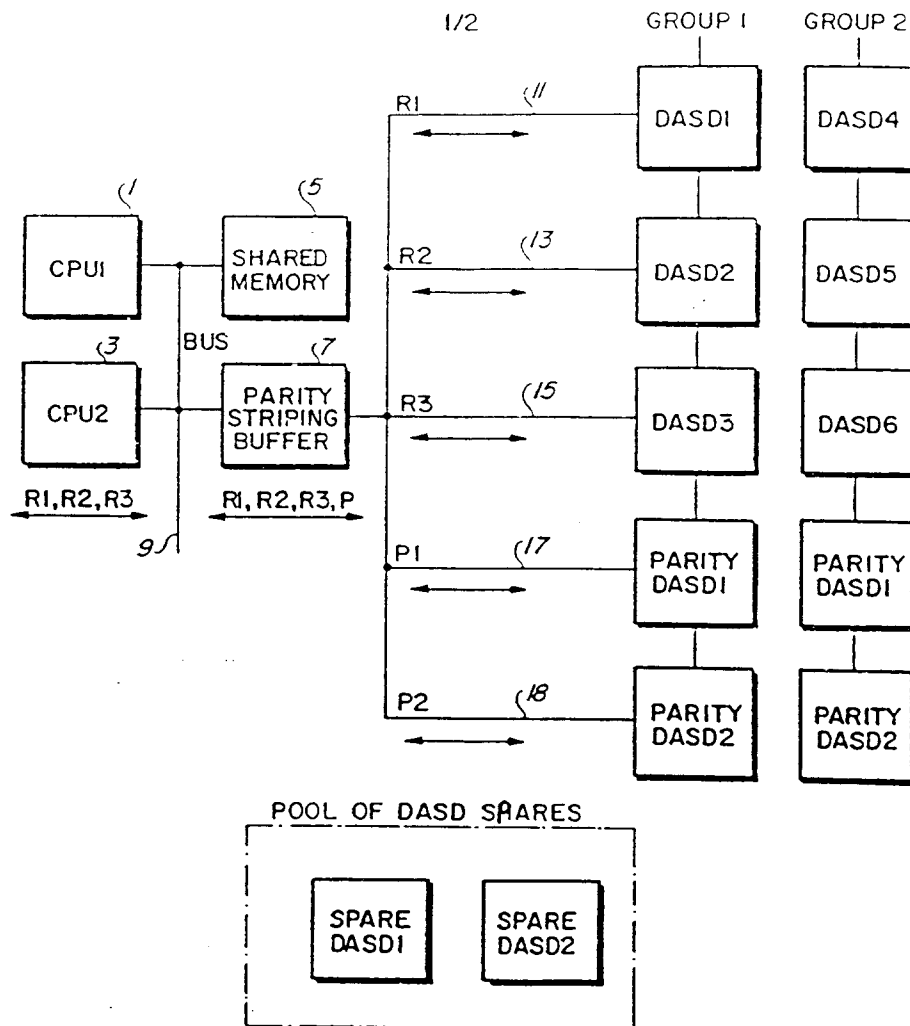 1/2
GROUP 1
GROUP 2
R1
11
DASD1
DASD4
1
CPU1
5
SHARED
MEMORY
R2
13
DASD2
DASD5
BUS
3
CPU2
7
PARITY
STRIPING
BUFFER
R3
15
DASD3
DASD6
R1, R2, R3
R1, R2, R3, P
9
P1
17
PARITY
DASD1
PARITY
DASD1
P2
18
PARITY
DASD2
PARITY
DASD2
POOL OF DASD SPARES
SPARE
DASD1
SPARE
DASD2